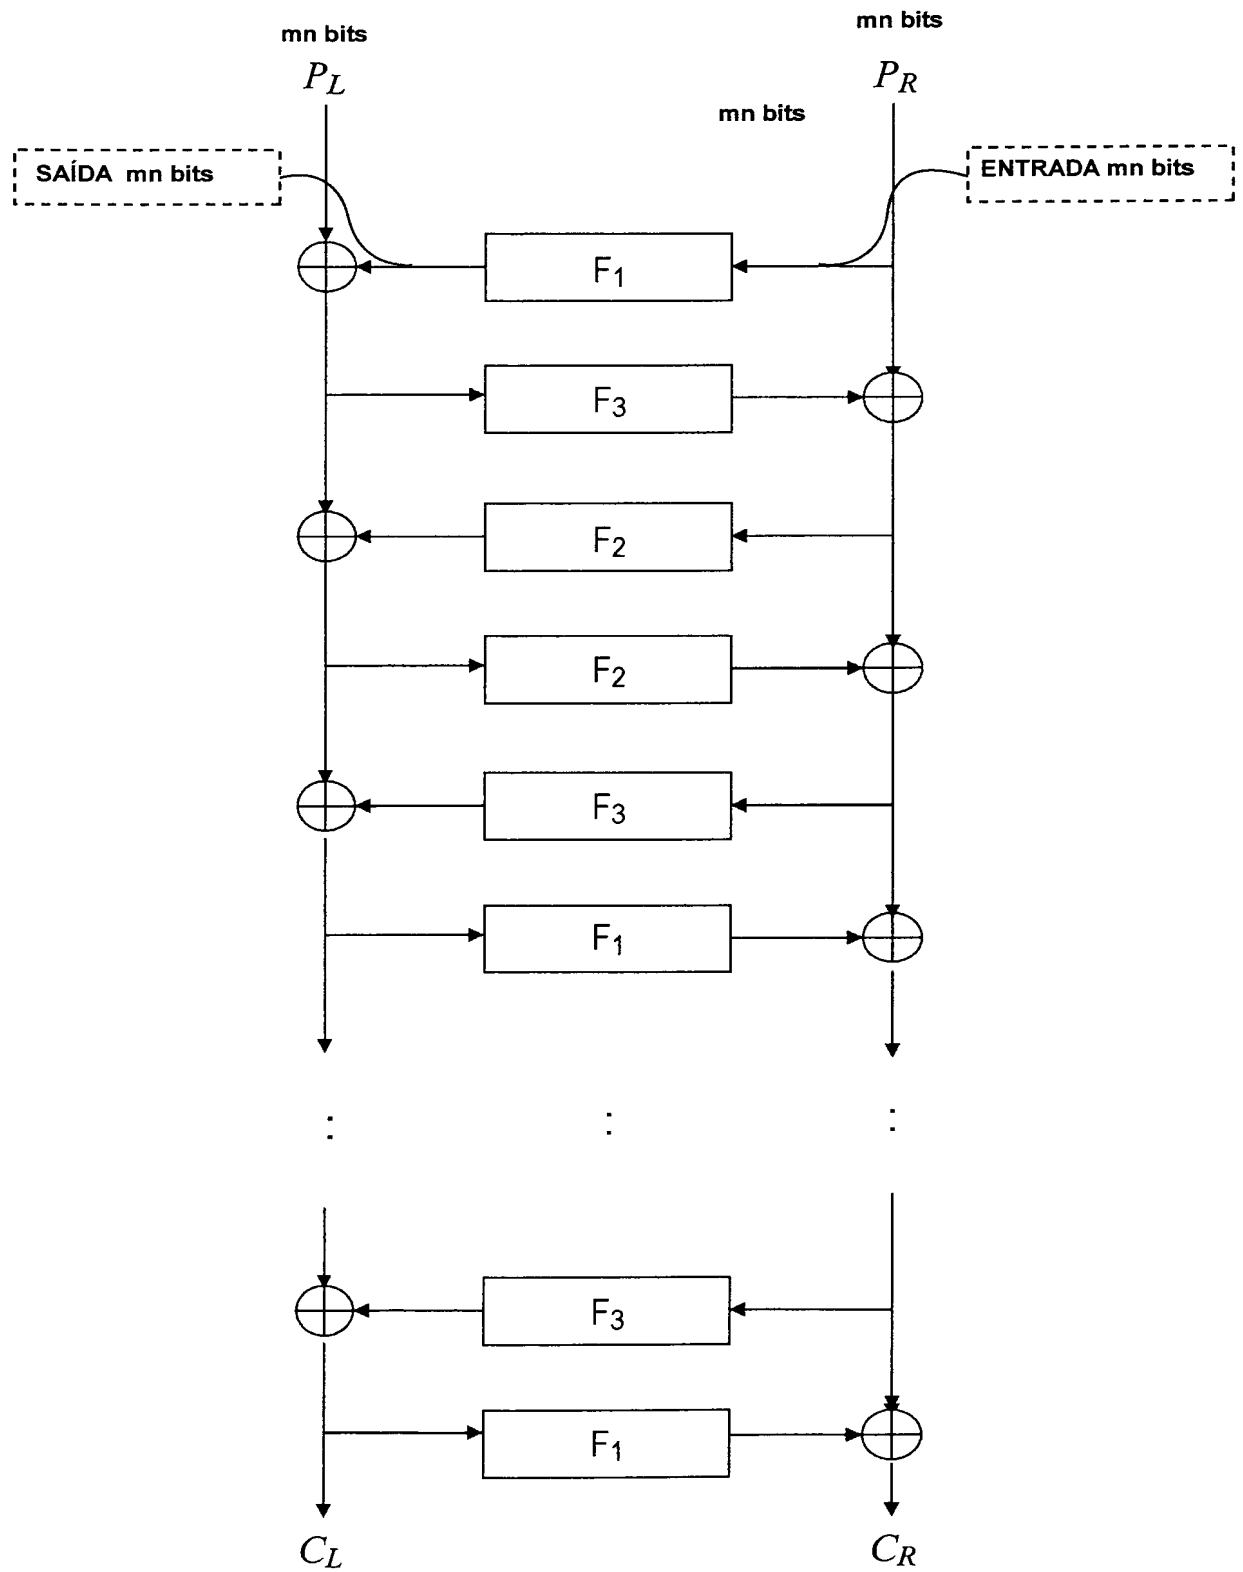 mn bits
mn bits
P_L
P_R
mn bits
SAÍDA mn bits
ENTRADA mn bits
F₁
F₃
F₂
F₂
F₃
F₁
:
:
:
F₃
F₁
C_L
C_R